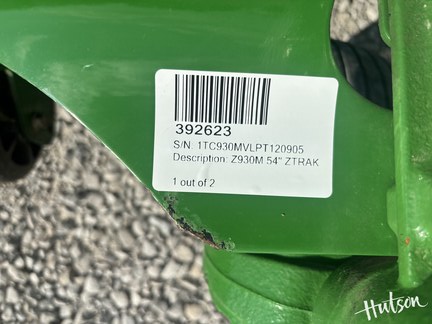 392623
S/N: 1TC930MVLPT120905
Description: Z930M 54" ZTRAK
1 out of 2
Hutson